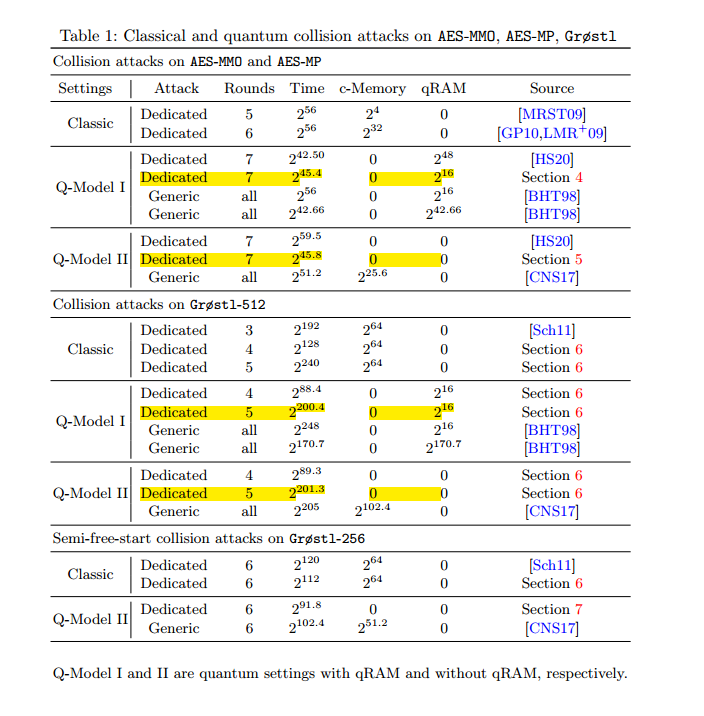 Table 1: Classical and quantum collision attacks on AES-MMO, AES-MP, Grøstl
Collision attacks on AES-MMO and AES-MP
Settings Attack Rounds Time c-Memory qRAM Source
Classic Dedicated 5 2^56 2^4 0 [MRST09]
Dedicated 6 2^56 2^32 0 [GP10,LMR+09]
Q-Model I Dedicated 7 2^42.50 0 2^48 [HS20]
Dedicated 7 2^45.4 0 2^16 Section 4
Generic all 2^56 0 2^16 [BHT98]
Generic all 2^42.66 0 2^42.66 [BHT98]
Q-Model II Dedicated 7 2^59.5 0 0 [HS20]
Dedicated 7 2^45.8 0 0 Section 5
Generic all 2^51.2 2^25.6 0 [CNS17]
Collision attacks on Grøstl-512
Classic Dedicated 3 2^192 2^64 0 [Sch11]
Dedicated 4 2^128 2^64 0 Section 6
Dedicated 5 2^240 2^64 0 Section 6
Q-Model I Dedicated 4 2^88.4 0 2^16 Section 6
Dedicated 5 2^200.4 0 2^16 Section 6
Generic all 2^248 0 2^16 [BHT98]
Generic all 2^170.7 0 2^170.7 [BHT98]
Q-Model II Dedicated 4 2^89.3 0 0 Section 6
Dedicated 5 2^201.3 0 0 Section 6
Generic all 2^205 2^102.4 0 [CNS17]
Semi-free-start collision attacks on Grøstl-256
Classic Dedicated 6 2^120 2^64 0 [Sch11]
Dedicated 6 2^112 2^64 0 Section 6
Q-Model II Dedicated 6 2^91.8 0 0 Section 7
Generic 6 2^102.4 2^51.2 0 [CNS17]
Q-Model I and II are quantum settings with qRAM and without qRAM, respectively.